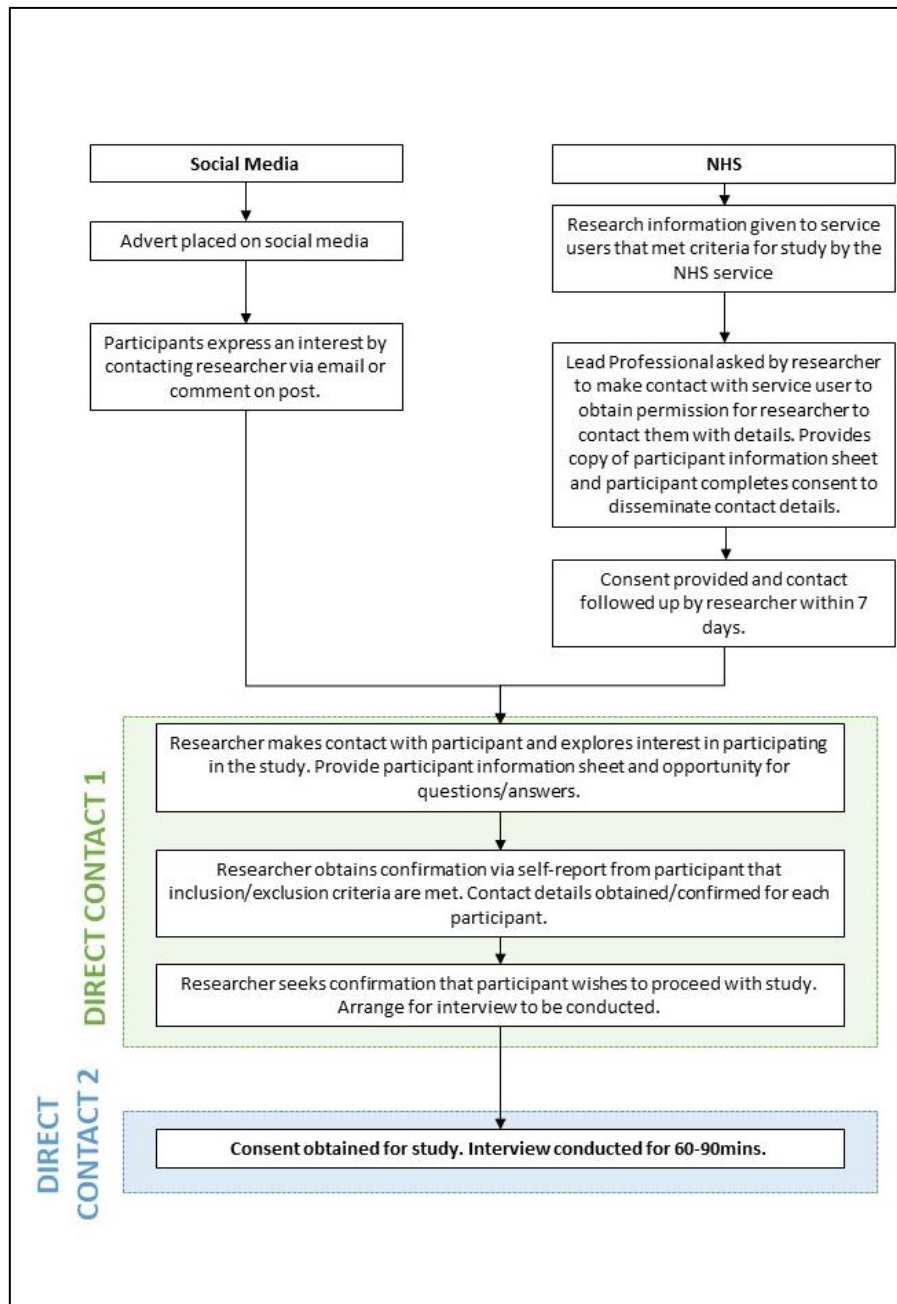 Social Media
Advert placed on social media
Participants express an interest by
contacting researcher via email or
comment on post.
NHS
Research information given to service
users that met criteria for study by the
NHS service
Lead Professional asked by researcher
to make contact with service user to
obtain permission for researcher to
contact them with details. Provides
copy of participant information sheet
and participant completes consent to
disseminate contact details.
Consent provided and contact
followed up by researcher within 7
days.
DIRECT CONTACT 1
Researcher makes contact with participant and explores interest in participating
in the study. Provide participant information sheet and opportunity for
questions/answers.
Researcher obtains confirmation via self-report from participant that
inclusion/exclusion criteria are met. Contact details obtained/confirmed for each
participant.
Researcher seeks confirmation that participant wishes to proceed with study.
Arrange for interview to be conducted.
DIRECT
CONTACT 2
Consent obtained for study. Interview conducted for 60-90mins.